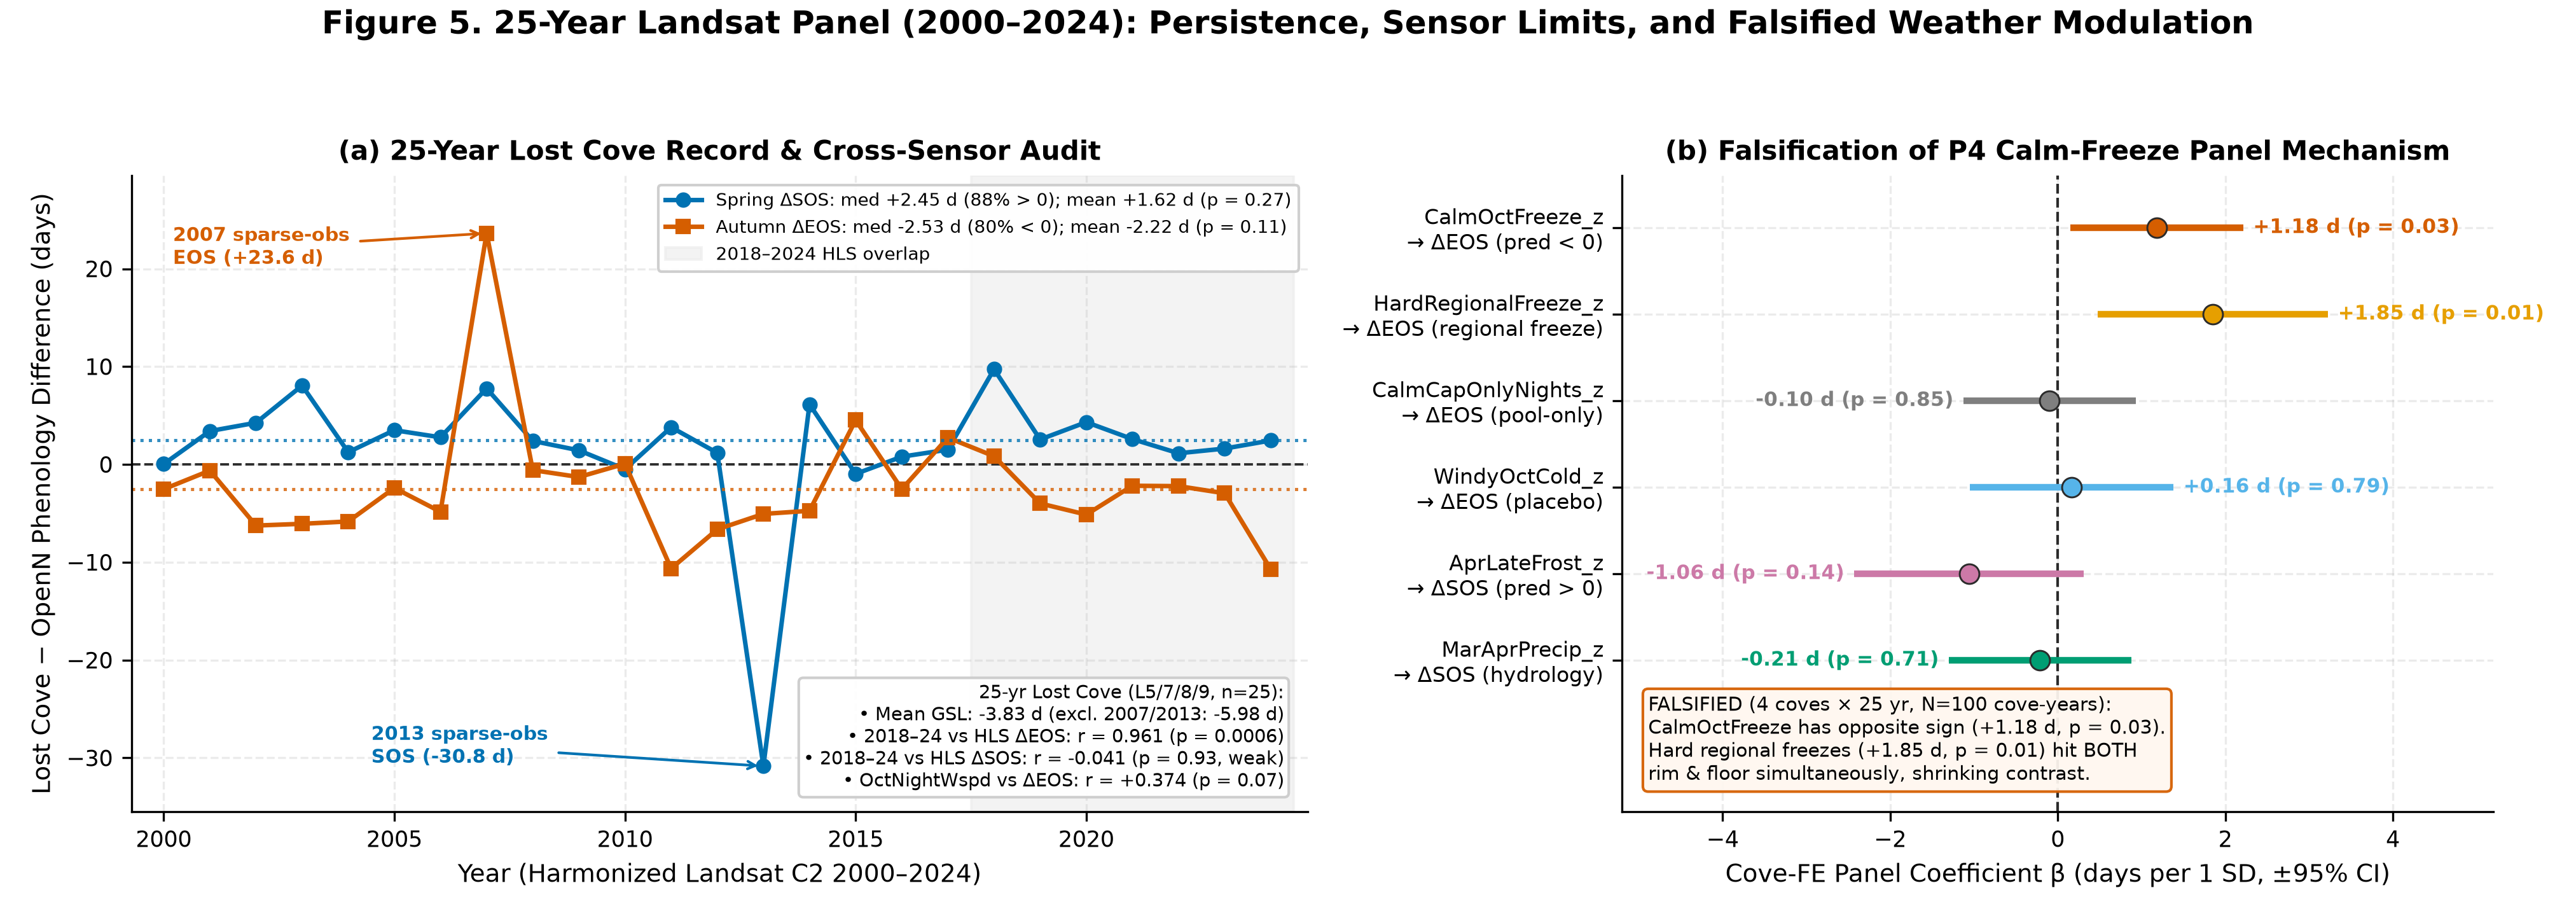 Figure 5. 25-Year Landsat Panel (2000–2024): Persistence, Sensor Limits, and Falsified Weather Modulation
(a) 25-Year Lost Cove Record & Cross-Sensor Audit
Lost Cove − OpenN Phenology Difference (days)
20
10
0
−10
−20
−30
2007 sparse-obs
EOS (+23.6 d)
Spring ΔSOS: med +2.45 d (88% > 0); mean +1.62 d (p = 0.27)
Autumn ΔEOS: med -2.53 d (80% < 0); mean -2.22 d (p = 0.11)
2018–2024 HLS overlap
2013 sparse-obs
SOS (-30.8 d)
25-yr Lost Cove (L5/7/8/9, n=25):
• Mean GSL: -3.83 d (excl. 2007/2013: -5.98 d)
• 2018–24 vs HLS ΔEOS: r = 0.961 (p = 0.0006)
• 2018–24 vs HLS ΔSOS: r = -0.041 (p = 0.93, weak)
• OctNightWspd vs ΔEOS: r = +0.374 (p = 0.07)
2000
2005
2010
2015
2020
Year (Harmonized Landsat C2 2000–2024)
(b) Falsification of P4 Calm-Freeze Panel Mechanism
CalmOctFreeze_z
→ ΔEOS (pred < 0)
+1.18 d (p = 0.03)
HardRegionalFreeze_z
→ ΔEOS (regional freeze)
+1.85 d (p = 0.01)
CalmCapOnlyNights_z
→ ΔEOS (pool-only)
-0.10 d (p = 0.85)
WindyOctCold_z
→ ΔEOS (placebo)
+0.16 d (p = 0.79)
AprLateFrost_z
→ ΔSOS (pred > 0)
-1.06 d (p = 0.14)
MarAprPrecip_z
→ ΔSOS (hydrology)
-0.21 d (p = 0.71)
FALSIFIED (4 coves × 25 yr, N=100 cove-years):
CalmOctFreeze has opposite sign (+1.18 d, p = 0.03).
Hard regional freezes (+1.85 d, p = 0.01) hit BOTH
rim & floor simultaneously, shrinking contrast.
−4
−2
0
2
4
Cove-FE Panel Coefficient β (days per 1 SD, ±95% CI)